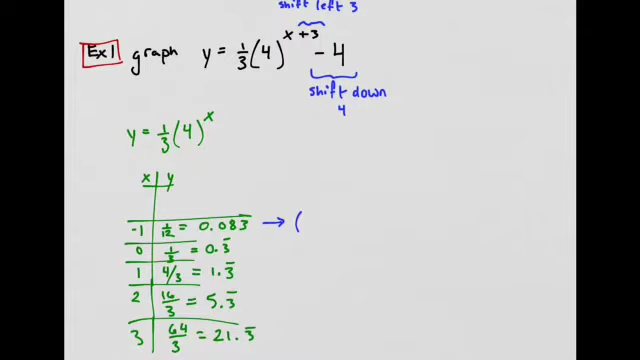 shift left 3
Ex1 graph y = 1/3 (4)^(x+3) - 4
shift down
4
y = 1/3 (4)^x
x y
-1 1/12 = 0.083 → (
0 1/3 = 0.3̄
1 4/3 = 1.3̄
2 16/3 = 5.3̄
3 64/3 = 21.3̄